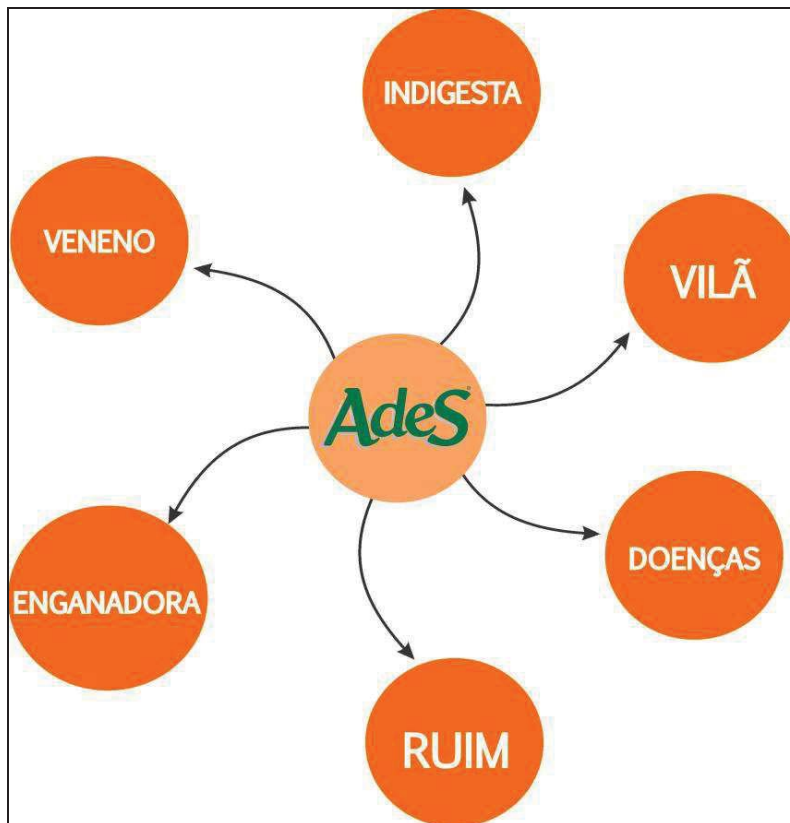 INDIGESTA
VENENO
VILÃ
AdeS
DOENÇAS
ENGANADORA
RUIM